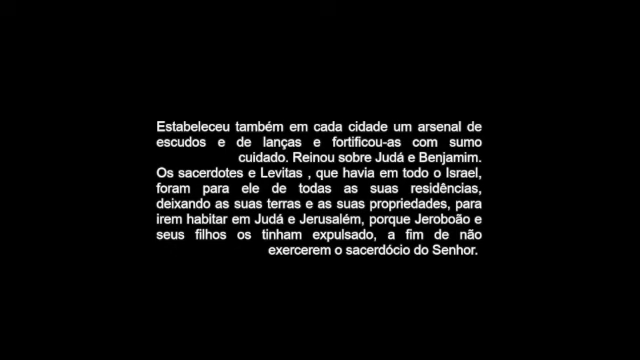 Estabeleceu também em cada cidade um arsenal de
escudos e de lanças e fortificou-as com sumo
cuidado. Reinou sobre Judá e Benjamim.
Os sacerdotes e Levitas , que havia em todo o Israel,
foram para ele de todas as suas residências,
deixando as suas terras e as suas propriedades, para
irem habitar em Judá e Jerusalém, porque Jeroboão e
seus filhos os tinham expulsado, a fim de não
exercerem o sacerdócio do Senhor.